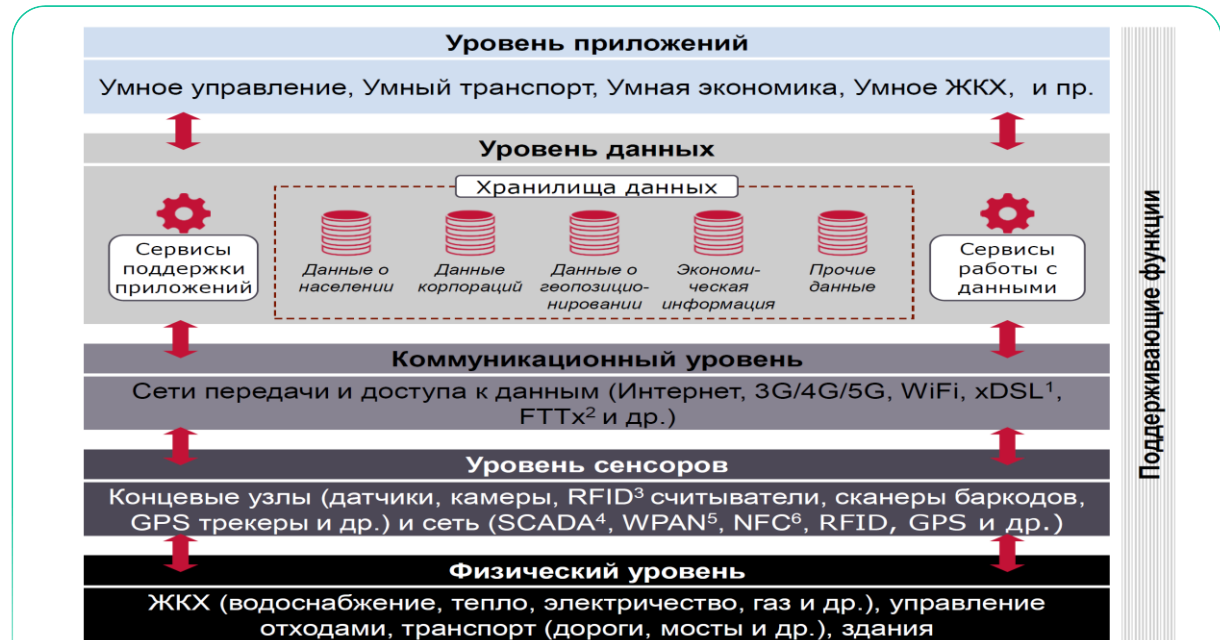 Уровень приложений
Умное управление, Умный транспорт, Умная экономика, Умное ЖКХ, и пр.
Уровень данных
Хранилища данных
Сервисы
поддержки
приложений
Данные о
населении
Данные
корпораций
Данные о
геопозицио-
нировании
Экономи-
ческая
информация
Прочие
данные
Сервисы
работы с
данными
Коммуникационный уровень
Сети передачи и доступа к данным (Интернет, 3G/4G/5G, WiFi, xDSL¹,
FTTx² и др.)
Уровень сенсоров
Концевые узлы (датчики, камеры, RFID³ считыватели, сканеры баркодов,
GPS трекеры и др.) и сеть (SCADA⁴, WPAN⁵, NFC⁶, RFID, GPS и др.)
Физический уровень
ЖКХ (водоснабжение, тепло, электричество, газ и др.), управление
отходами, транспорт (дороги, мосты и др.), здания
Поддерживающие функции